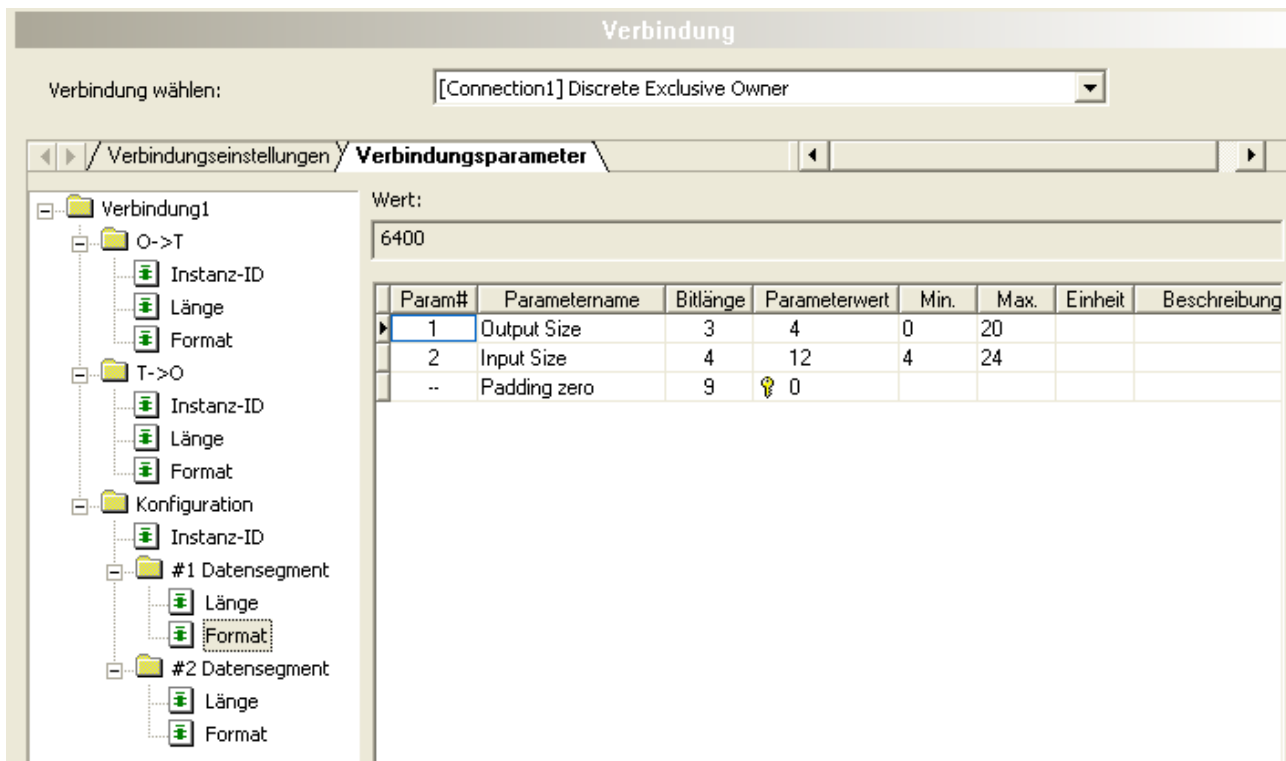 Verbindung
Verbindung wählen:
[Connection1] Discrete Exclusive Owner
Verbindungseinstellungen Verbindungsparameter
Verbindung1
O->T
Instanz-ID
Länge
Format
T->O
Instanz-ID
Länge
Format
Konfiguration
Instanz-ID
#1 Datensegment
Länge
Format
#2 Datensegment
Länge
Format
Wert:
6400
Param# Parametername Bitlänge Parameterwert Min. Max. Einheit Beschreibung
1 Output Size 3 4 0 20
2 Input Size 4 12 4 24
-- Padding zero 9 0